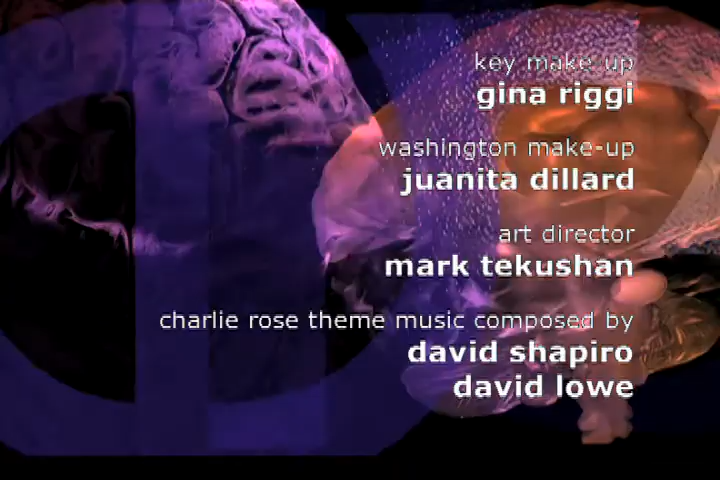 key make up
gina riggi
washington make-up
juanita dillard
art director
mark tekushan
charlie rose theme music composed by
david shapiro
david lowe